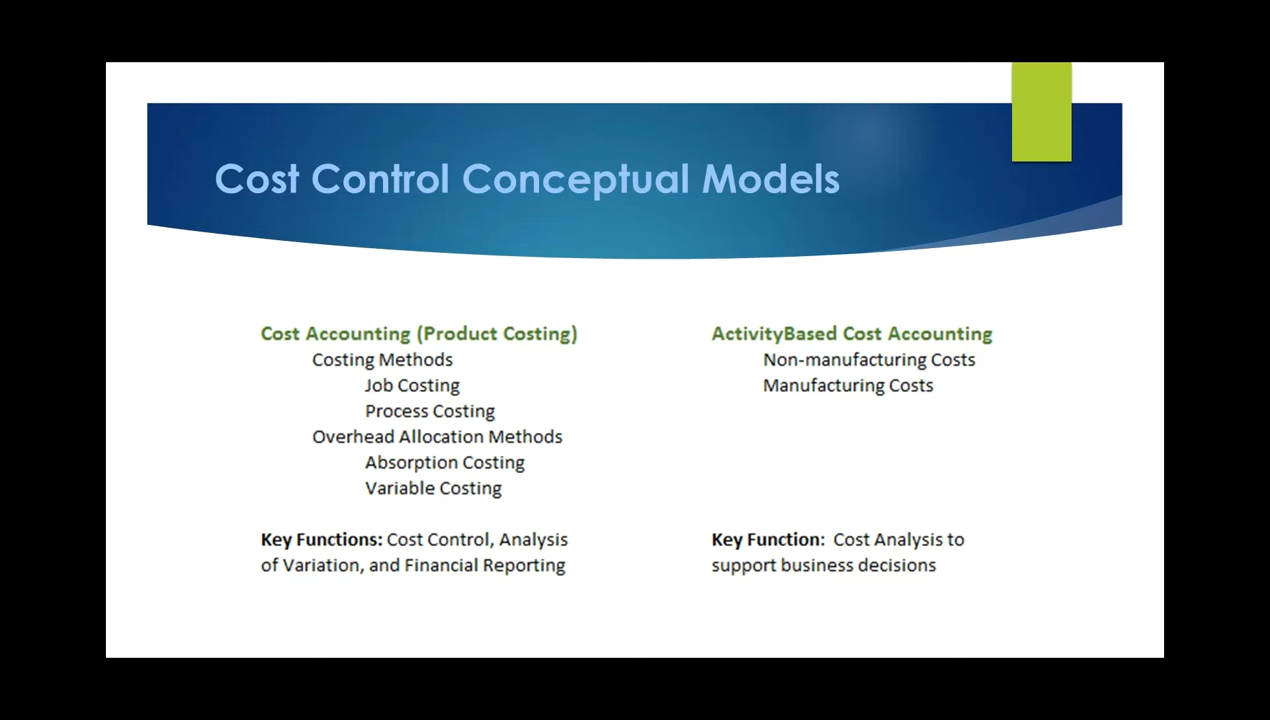 Cost Control Conceptual Models
Cost Accounting (Product Costing)
Costing Methods
Job Costing
Process Costing
Overhead Allocation Methods
Absorption Costing
Variable Costing
Key Functions: Cost Control, Analysis
of Variation, and Financial Reporting
ActivityBased Cost Accounting
Non-manufacturing Costs
Manufacturing Costs
Key Function: Cost Analysis to
support business decisions